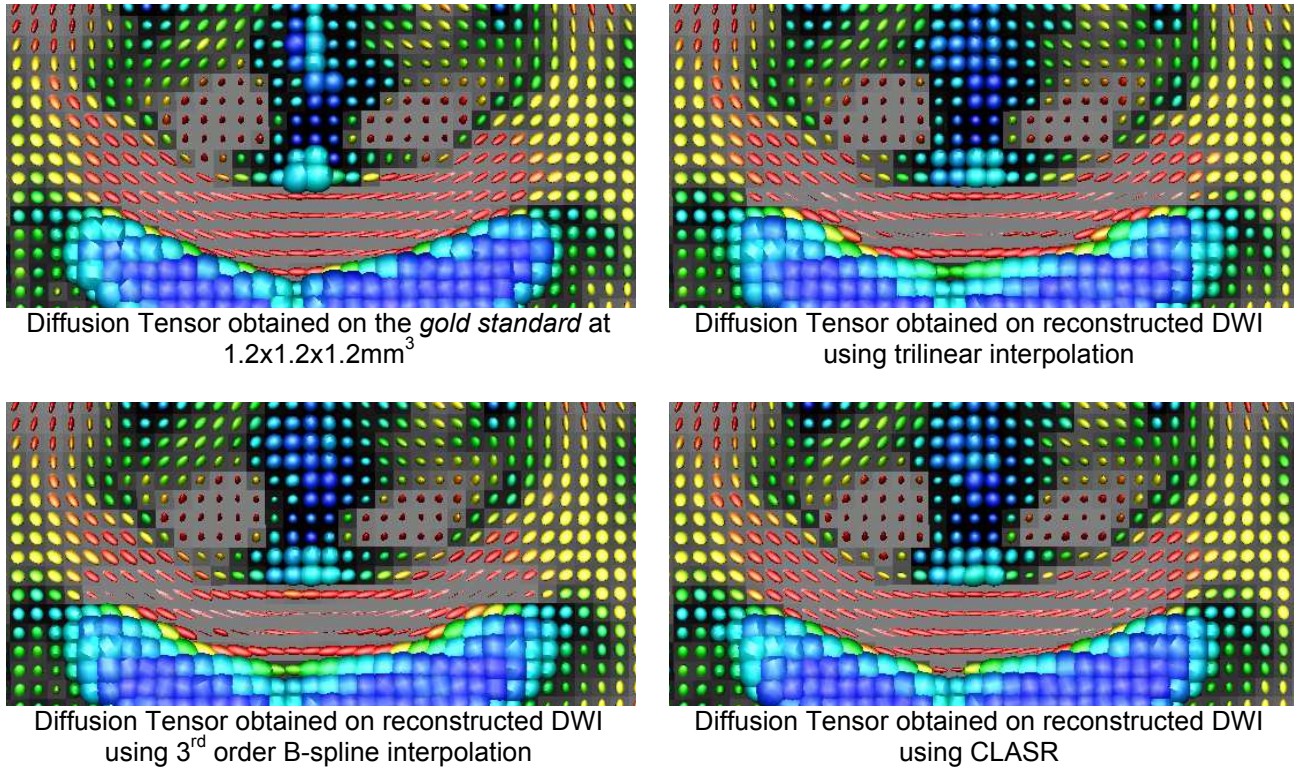 Diffusion Tensor obtained on the gold standard at
1.2x1.2x1.2mm³
Diffusion Tensor obtained on reconstructed DWI
using trilinear interpolation
Diffusion Tensor obtained on reconstructed DWI
using 3rd order B-spline interpolation
Diffusion Tensor obtained on reconstructed DWI
using CLASR